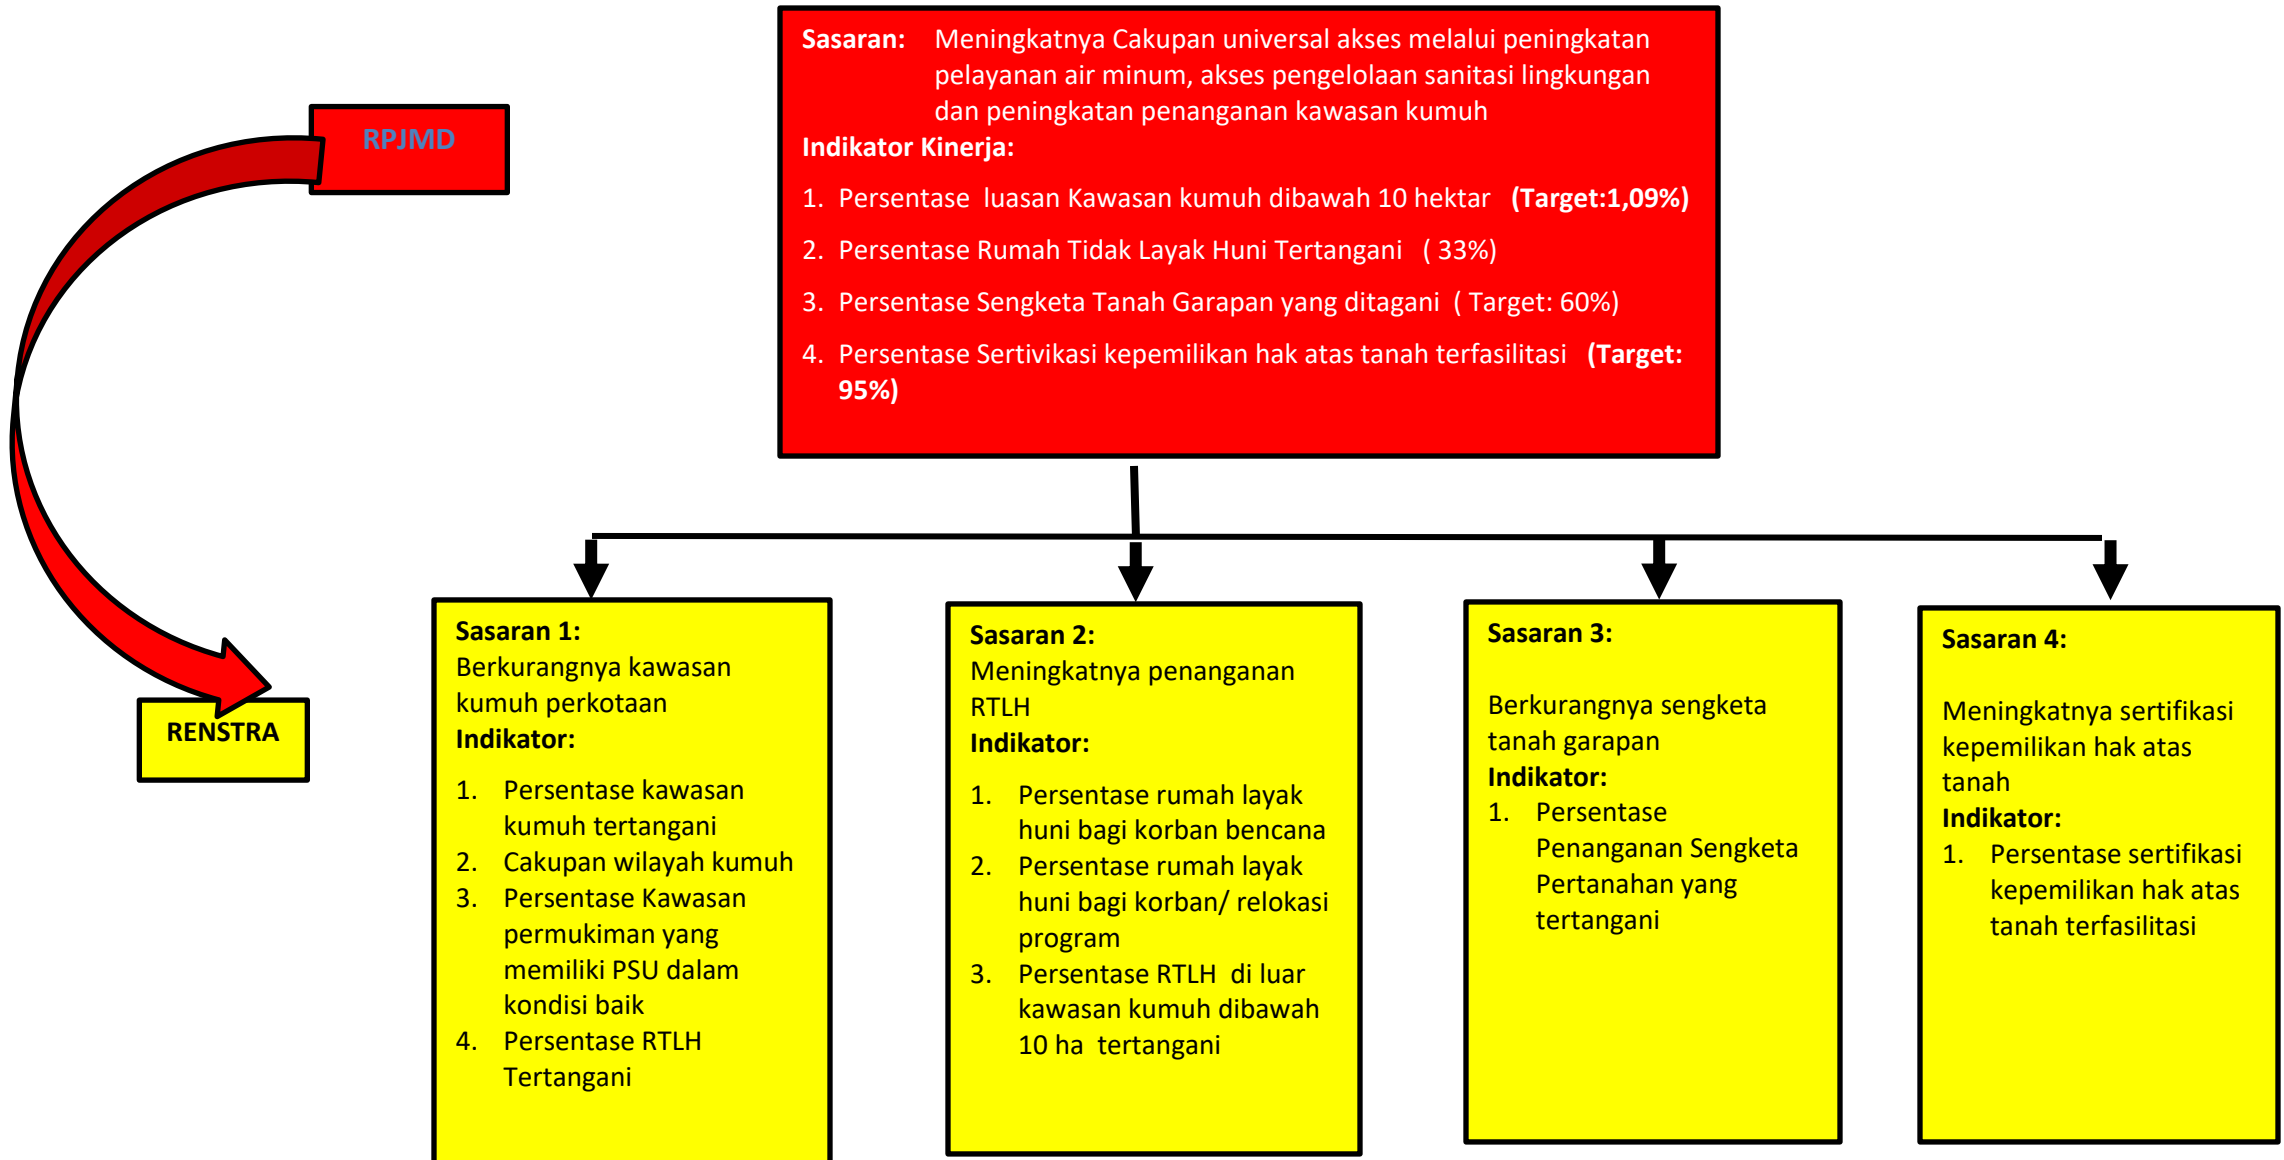 Sasaran: Meningkatnya Cakupan universal akses melalui peningkatan
pelayanan air minum, akses pengelolaan sanitasi lingkungan
dan peningkatan penanganan kawasan kumuh
Indikator Kinerja:
1. Persentase luasan Kawasan kumuh dibawah 10 hektar (Target:1,09%)
2. Persentase Rumah Tidak Layak Huni Tertangani ( 33%)
3. Persentase Sengketa Tanah Garapan yang ditagani ( Target: 60%)
4. Persentase Sertivikasi kepemilikan hak atas tanah terfasilitasi (Target:
95%)
RPJMD
RENSTRA
Sasaran 1:
Berkurangnya kawasan
kumuh perkotaan
Indikator:
1. Persentase kawasan
kumuh tertangani
2. Cakupan wilayah kumuh
3. Persentase Kawasan
permukiman yang
memiliki PSU dalam
kondisi baik
4. Persentase RTLH
Tertangani
Sasaran 2:
Meningkatnya penanganan
RTLH
Indikator:
1. Persentase rumah layak
huni bagi korban bencana
2. Persentase rumah layak
huni bagi korban/ relokasi
program
3. Persentase RTLH di luar
kawasan kumuh dibawah
10 ha tertangani
Sasaran 3:
Berkurangnya sengketa
tanah garapan
Indikator:
1. Persentase
Penanganan Sengketa
Pertanahan yang
tertangani
Sasaran 4:
Meningkatnya sertifikasi
kepemilikan hak atas
tanah
Indikator:
1. Persentase sertifikasi
kepemilikan hak atas
tanah terfasilitasi